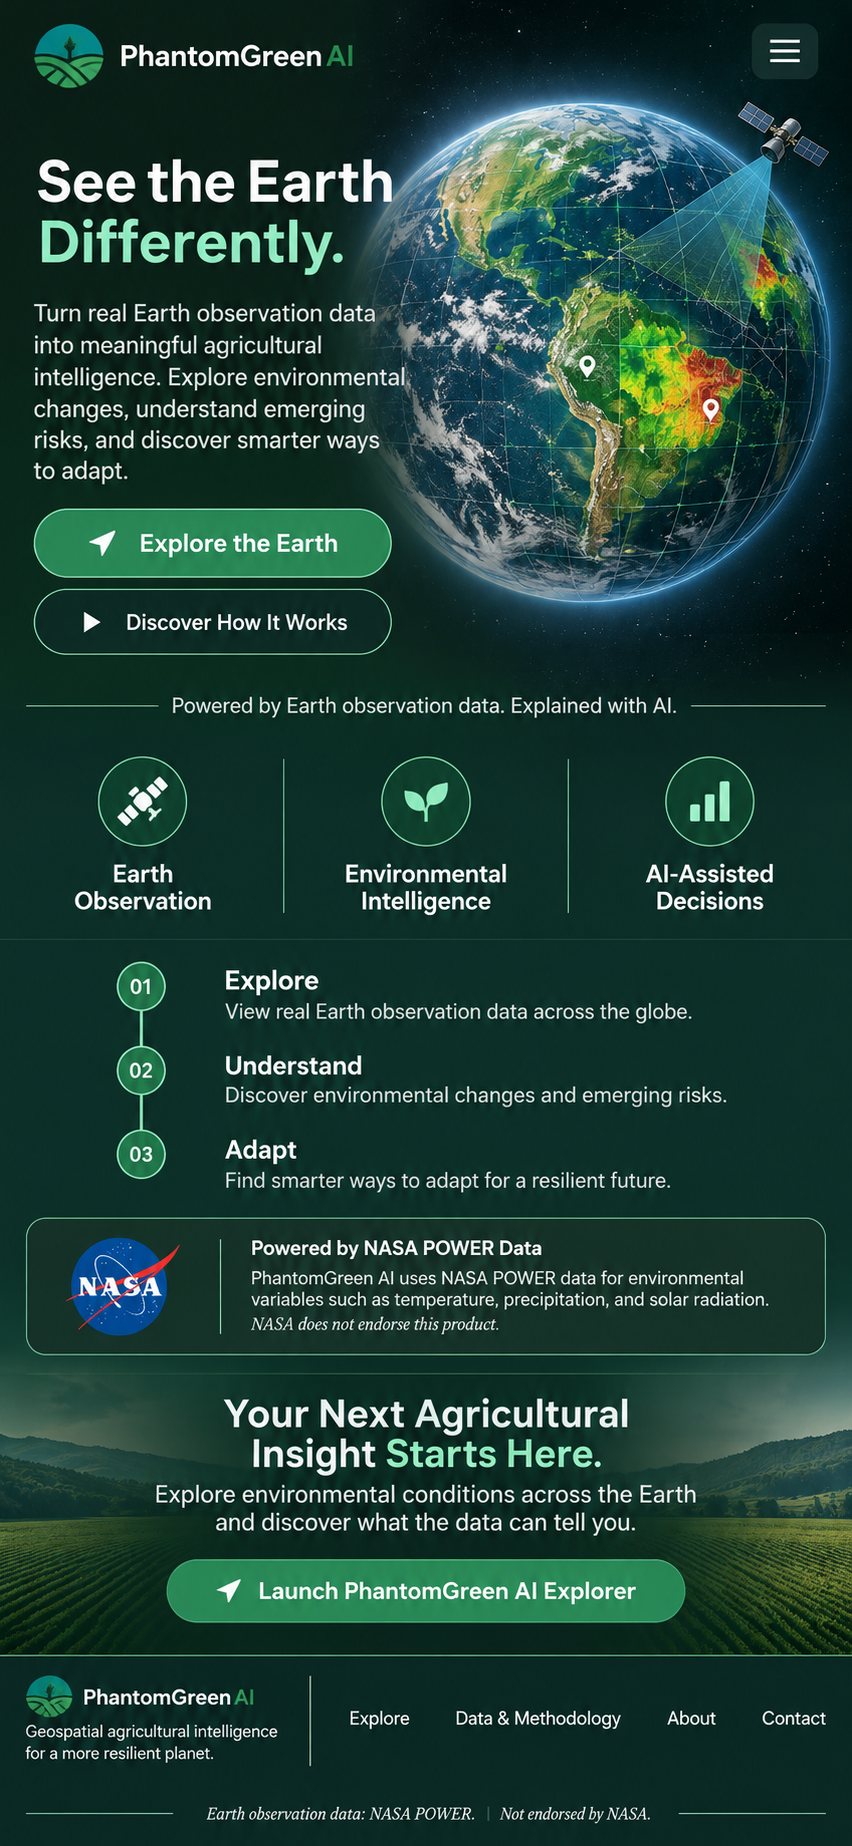 PhantomGreen AI
See the Earth
Differently.
Turn real Earth observation data
into meaningful agricultural
intelligence. Explore environmental
changes, understand emerging
risks, and discover smarter ways
to adapt.
Explore the Earth
Discover How It Works
Powered by Earth observation data. Explained with AI.
Earth
Observation
Environmental
Intelligence
AI-Assisted
Decisions
01
Explore
View real Earth observation data across the globe.
02
Understand
Discover environmental changes and emerging risks.
03
Adapt
Find smarter ways to adapt for a resilient future.
NASA
Powered by NASA POWER Data
PhantomGreen AI uses NASA POWER data for environmental
variables such as temperature, precipitation, and solar radiation.
NASA does not endorse this product.
Your Next Agricultural
Insight Starts Here.
Explore environmental conditions across the Earth
and discover what the data can tell you.
Launch PhantomGreen AI Explorer
PhantomGreen AI
Geospatial agricultural intelligence
for a more resilient planet.
Explore Data & Methodology About Contact
Earth observation data: NASA POWER. | Not endorsed by NASA.